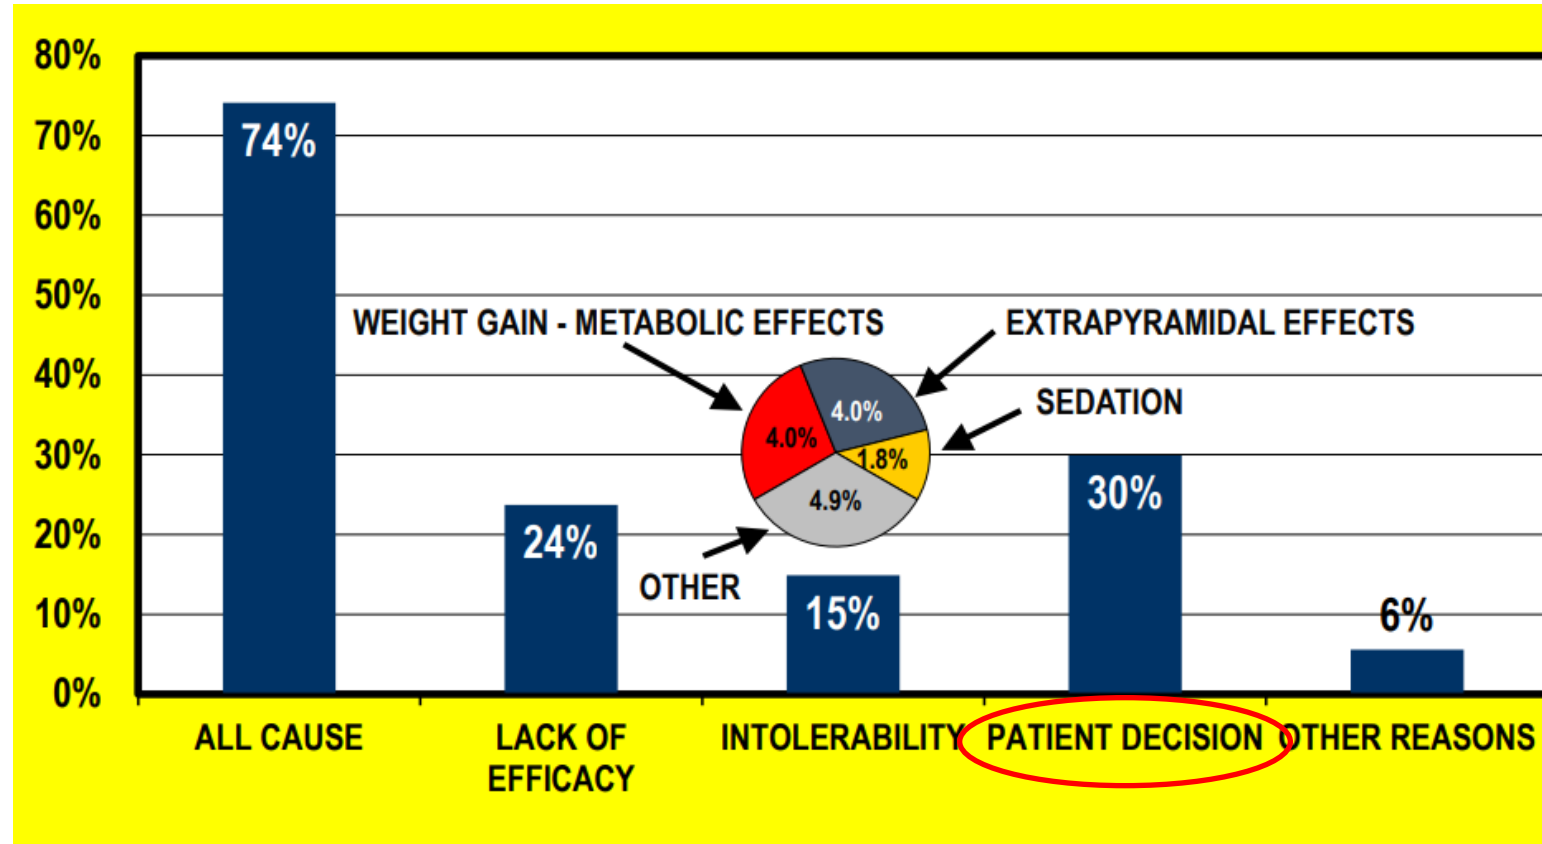 80%
70%
60%
50%
40%
30%
20%
10%
0%
74%
24%
15%
30%
6%
WEIGHT GAIN - METABOLIC EFFECTS
EXTRAPYRAMIDAL EFFECTS
SEDATION
OTHER
4.0%
4.0%
1.8%
4.9%
ALL CAUSE
LACK OF
EFFICACY
INTOLERABILITY
PATIENT DECISION
OTHER REASONS